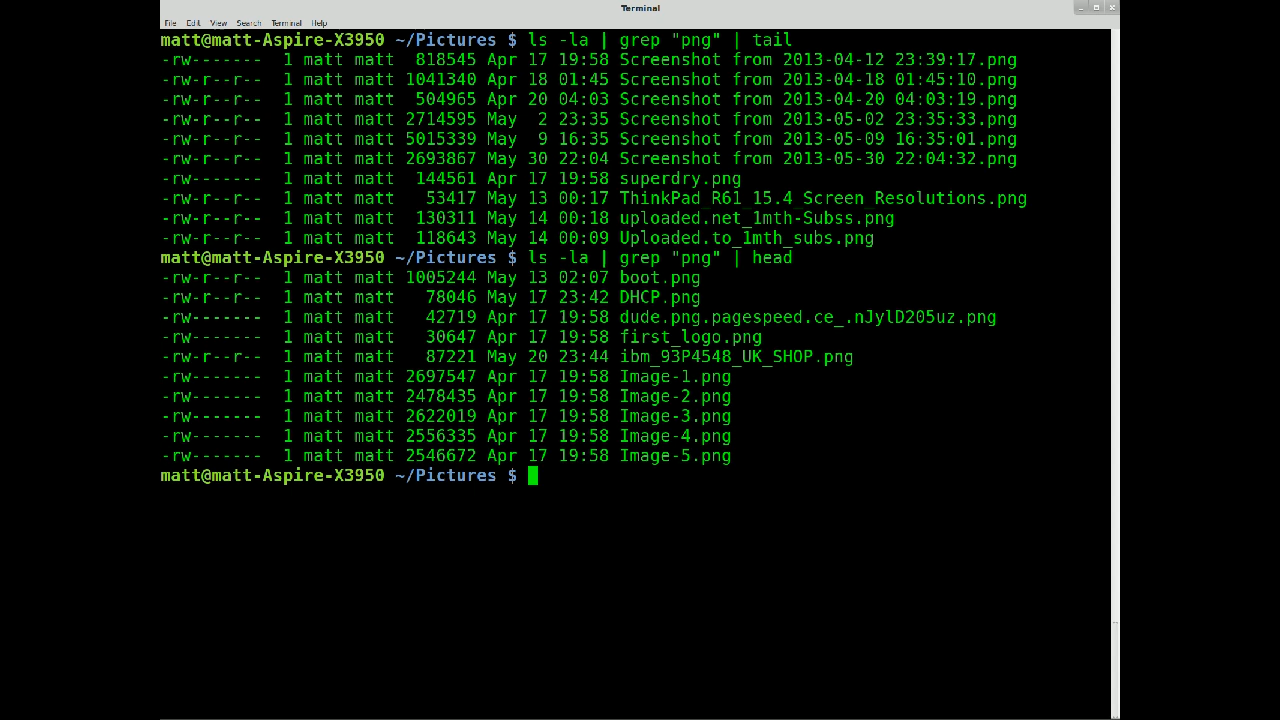 Terminal
File Edit View Search Terminal Help
matt@matt-Aspire-X3950 ~/Pictures $ ls -la | grep "png" | tail
-rw------- 1 matt matt 818545 Apr 17 19:58 Screenshot from 2013-04-12 23:39:17.png
-rw-r--r-- 1 matt matt 1041340 Apr 18 01:45 Screenshot from 2013-04-18 01:45:10.png
-rw-r--r-- 1 matt matt 504965 Apr 20 04:03 Screenshot from 2013-04-20 04:03:19.png
-rw-r--r-- 1 matt matt 2714595 May 2 23:35 Screenshot from 2013-05-02 23:35:33.png
-rw-r--r-- 1 matt matt 5015339 May 9 16:35 Screenshot from 2013-05-09 16:35:01.png
-rw-r--r-- 1 matt matt 2693867 May 30 22:04 Screenshot from 2013-05-30 22:04:32.png
-rw------- 1 matt matt 144561 Apr 17 19:58 superdry.png
-rw-r--r-- 1 matt matt 53417 May 13 00:17 ThinkPad_R61_15.4_Screen_Resolutions.png
-rw-r--r-- 1 matt matt 130311 May 14 00:18 uploaded.net_1mth-Subss.png
-rw-r--r-- 1 matt matt 118643 May 14 00:09 Uploaded.to_1mth_subs.png
matt@matt-Aspire-X3950 ~/Pictures $ ls -la | grep "png" | head
-rw-r--r-- 1 matt matt 1005244 May 13 02:07 boot.png
-rw-r--r-- 1 matt matt 78046 May 17 23:42 DHCP.png
-rw------- 1 matt matt 42719 Apr 17 19:58 dude.png.pagespeed.ce_.nJylD205uz.png
-rw------- 1 matt matt 30647 Apr 17 19:58 first_logo.png
-rw-r--r-- 1 matt matt 87221 May 20 23:44 ibm_93P4548_UK_SHOP.png
-rw------- 1 matt matt 2697547 Apr 17 19:58 Image-1.png
-rw------- 1 matt matt 2478435 Apr 17 19:58 Image-2.png
-rw------- 1 matt matt 2622019 Apr 17 19:58 Image-3.png
-rw------- 1 matt matt 2556335 Apr 17 19:58 Image-4.png
-rw------- 1 matt matt 2546672 Apr 17 19:58 Image-5.png
matt@matt-Aspire-X3950 ~/Pictures $